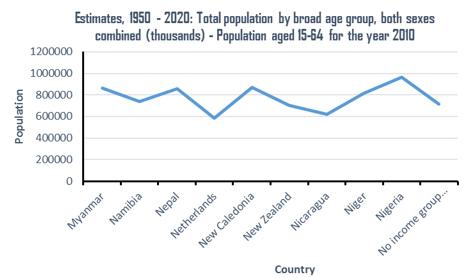 Estimates, 1950 - 2020: Total population by broad age group, both sexes
combined (thousands) - Population aged 15-64 for the year 2010
1200000
1000000
800000
600000
400000
200000
0
Population
Myanmar
Namibia
Nepal
Netherlands
New Caledonia
New Zealand
Nicaragua
Niger
Nigeria
No income group...
Country